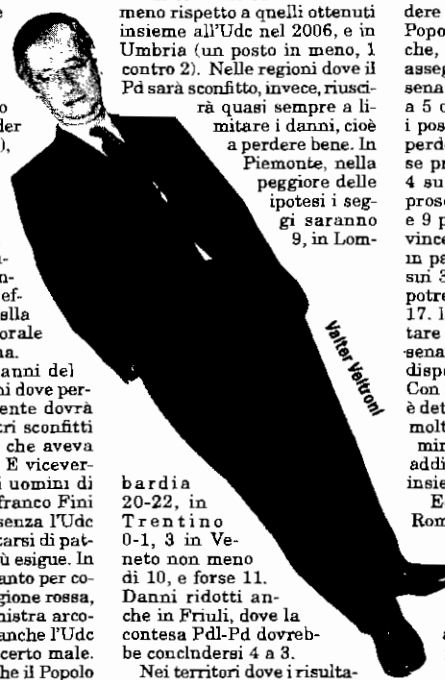 e
o
der
),
n-
ef-
ella
orale
na.
anni del
ni dove per-
ente dovrà
tri sconfitti
che aveva
E vicever-
i uomini di
franco Fini
senza l'Udc
tarsi di pat-
ù esigue. In
anto per co-
gione rossa,
nistra arco-
anche l'Udc
certo male.
he il Popolo
meno rispetto a quelli ottenuti
insieme all'Udc nel 2006, e in
Umbria (un posto in meno, 1
contro 2). Nelle regioni dove il
Pd sarà sconfitto, invece, riusci-
rà quasi sempre a li-
mitare i danni, cioè
a perdere bene. In
Piemonte, nella
peggiore delle
ipotesi i seg-
gi saranno
9, in Lom-
bardia
20-22, in
Trentino
0-1, 3 in Ve-
neto non meno
di 10, e forse 11.
Danni ridotti an-
che in Friuli, dove la
contesa Pdl-Pd dovreb-
be concludersi 4 a 3.
Nei territori dove i risulta-
Valter Veltroni
dere
Popo
che,
asseg
sena
a 5 c
i pos
perde
se pr
4 su
prose
e 9 p
vince
in pa
sui 3
potre
17. I
tare
sena
dispo
Con
è det
molt
min
addi
insie
E
Rom
a